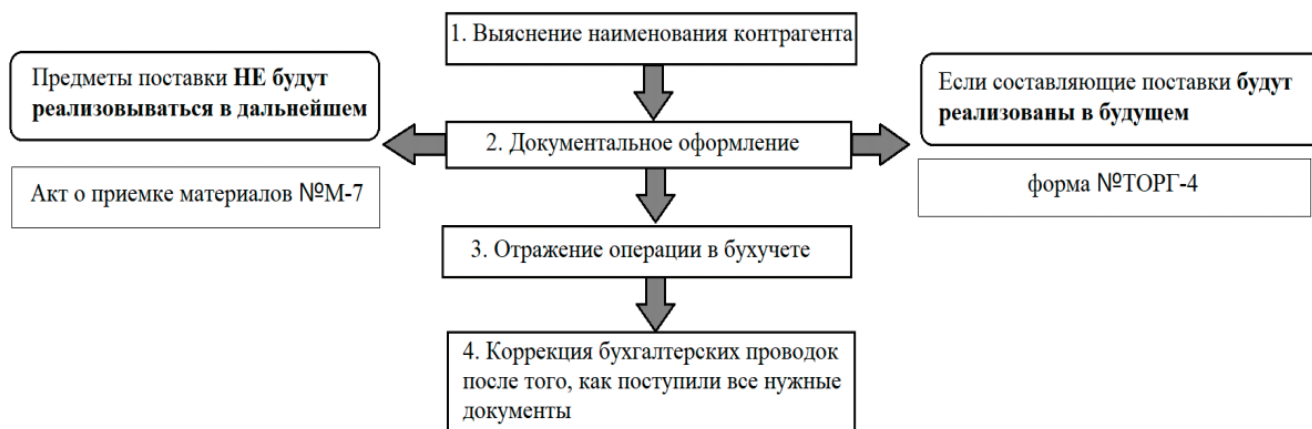 1. Выяснение наименования контрагента
Предметы поставки НЕ будут
реализовываться в дальнейшем
Если составляющие поставки будут
реализованы в будущем
2. Документальное оформление
Акт о приемке материалов №М-7
форма №ТОРГ-4
3. Отражение операции в бухучете
4. Коррекция бухгалтерских проводок
после того, как поступили все нужные
документы